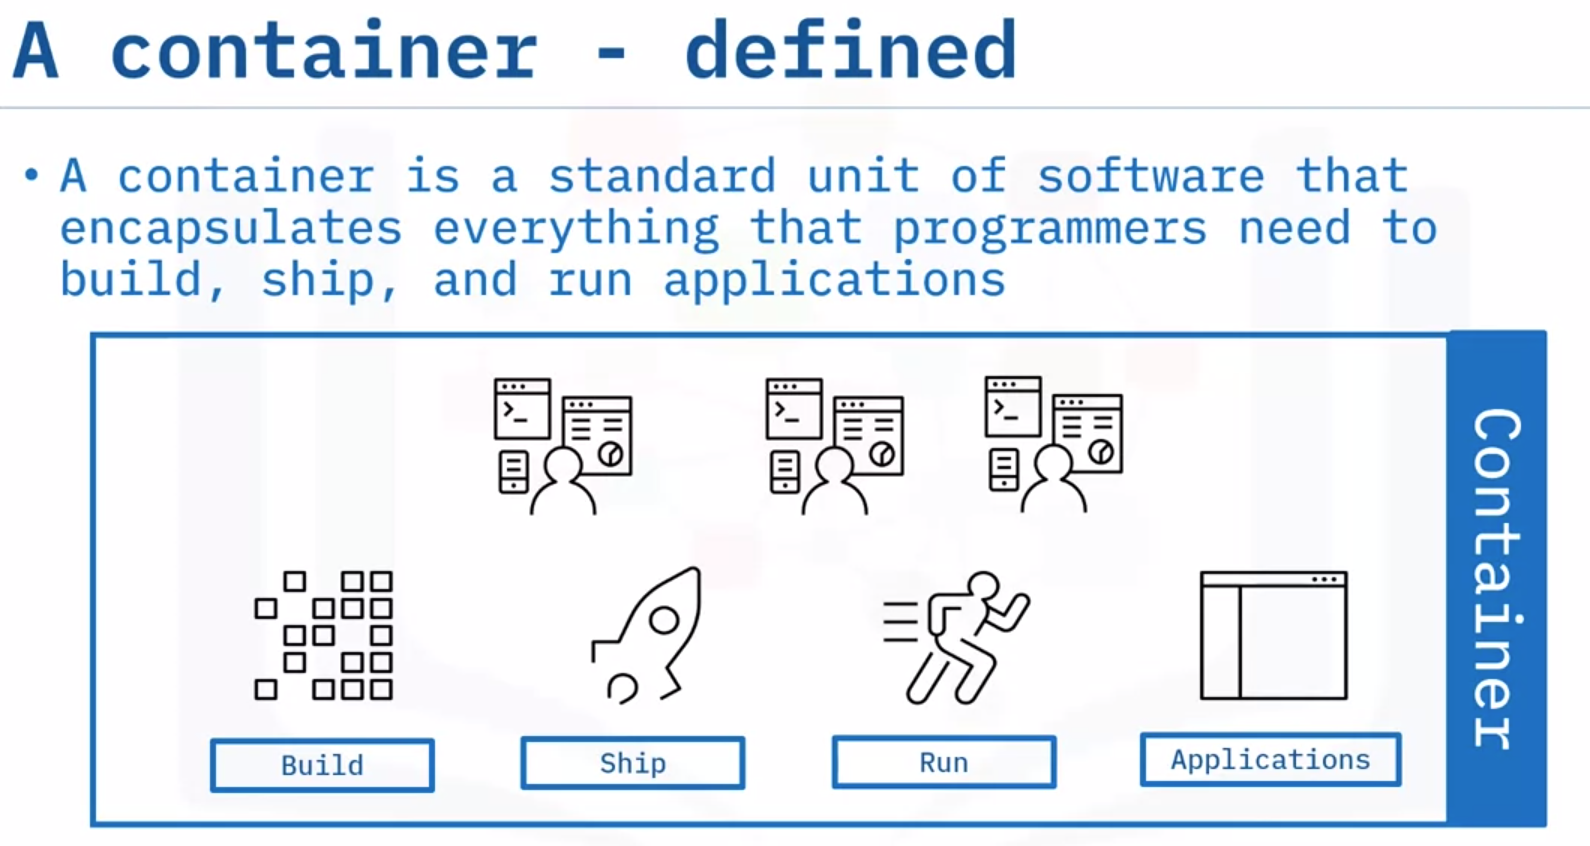 A container - defined
• A container is a standard unit of software that
encapsulates everything that programmers need to
build, ship, and run applications
Container
Build
Ship
Run
Applications